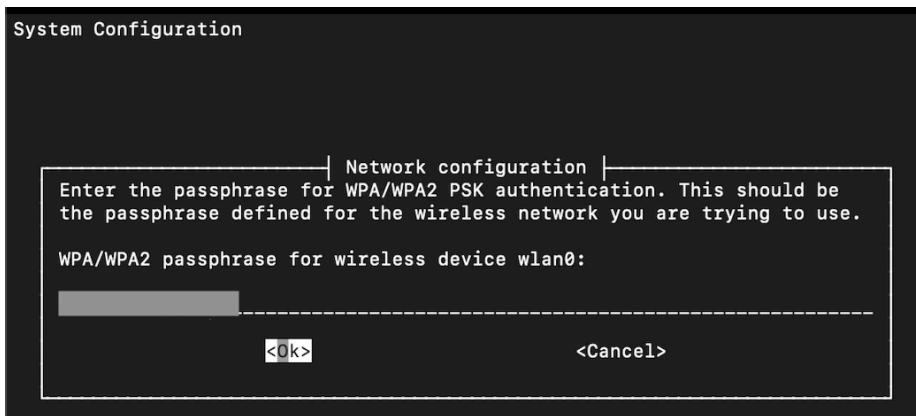 System Configuration
Network configuration
Enter the passphrase for WPA/WPA2 PSK authentication. This should be
the passphrase defined for the wireless network you are trying to use.
WPA/WPA2 passphrase for wireless device wlan0:
<Ok> <Cancel>